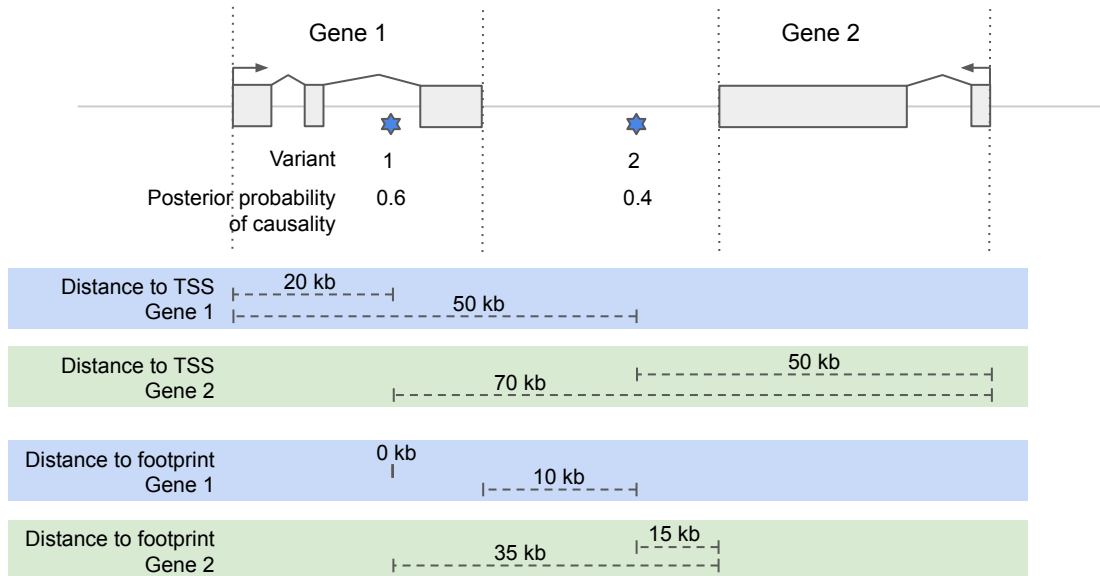 Gene 1
Gene 2
Variant
1
2
Posterior probability
of causality
0.6
0.4
Distance to TSS
Gene 1
20 kb
50 kb
Distance to TSS
Gene 2
50 kb
70 kb
Distance to footprint
Gene 1
0 kb
10 kb
Distance to footprint
Gene 2
15 kb
35 kb